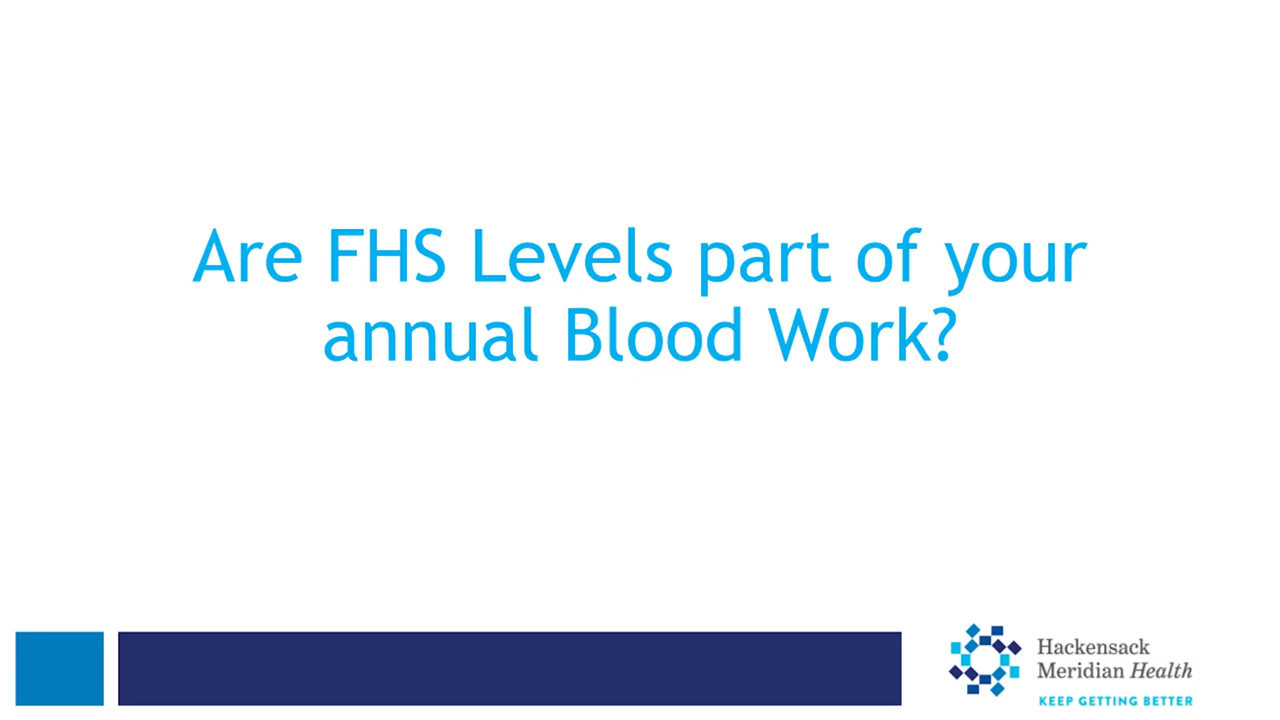 Are FHS Levels part of your
annual Blood Work?
Hackensack
Meridian Health
KEEP GETTING BETTER